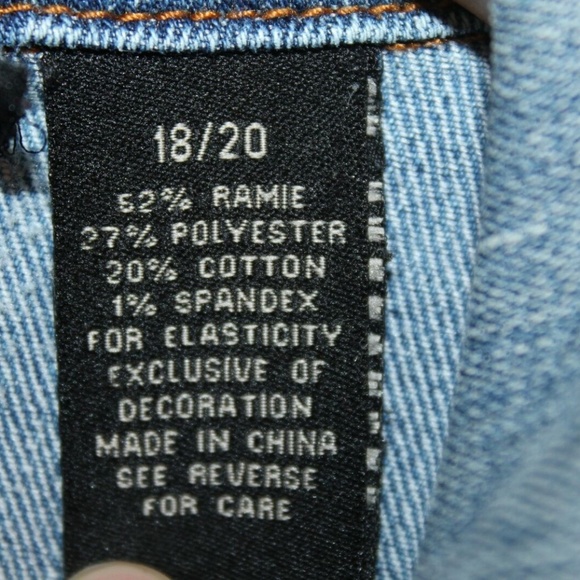 18/20
52% RAMIE
27% POLYESTER
20% COTTON
1% SPANDEX
FOR ELASTICITY
EXCLUSIVE OF
DECORATION
MADE IN CHINA
SEE REVERSE
FOR CARE